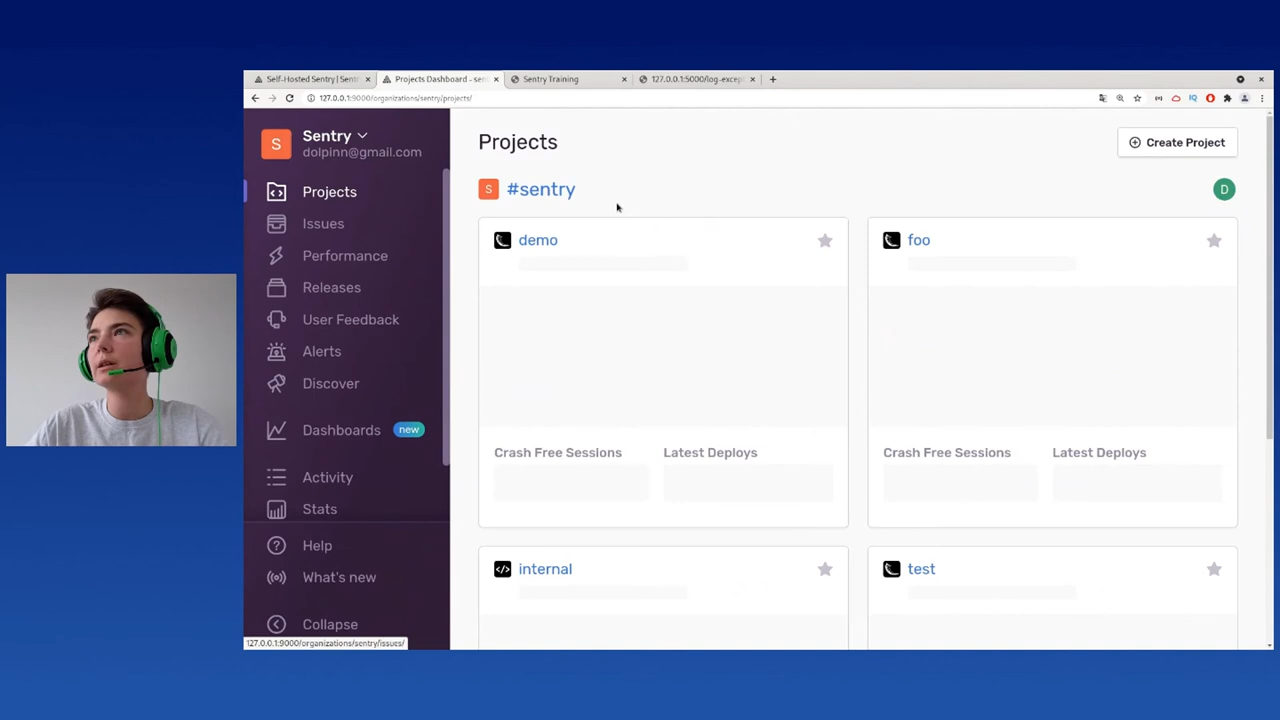 Self-Hosted Sentry | Sentr
Projects Dashboard - sen
Sentry Training
127.0.0.1:5000/log-except
127.0.0.1:9000/organizations/sentry/projects/
S
Sentry
dolpinn@gmail.com
Projects
Issues
Performance
Releases
User Feedback
Alerts
Discover
Dashboards
new
Activity
Stats
Help
What's new
Collapse
127.0.0.1:9000/organizations/sentry/issues/
Projects
Create Project
S
#sentry
D
demo
foo
Crash Free Sessions
Latest Deploys
Crash Free Sessions
Latest Deploys
internal
test